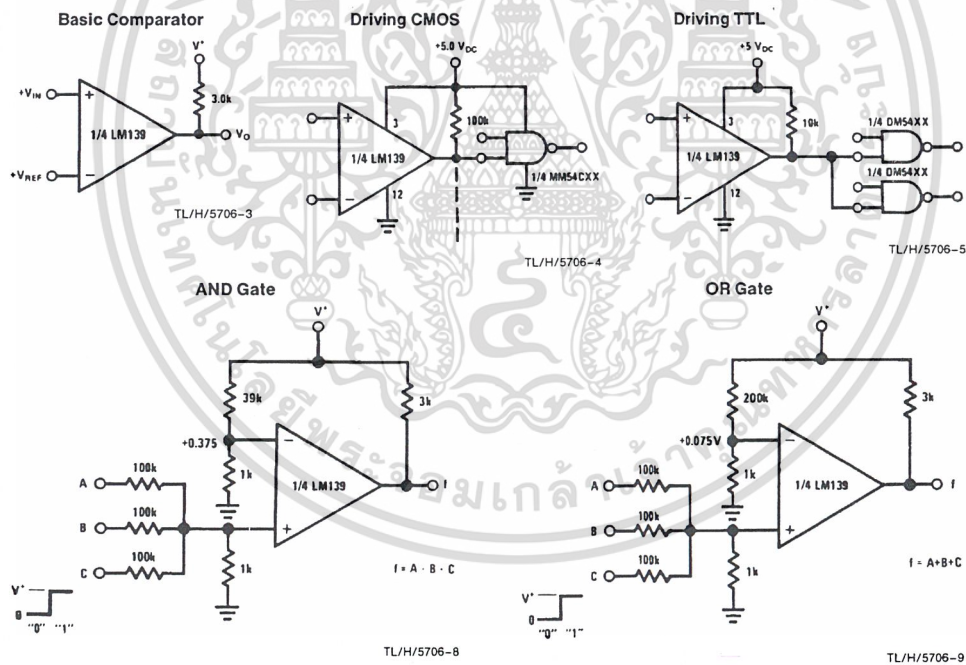 Basic Comparator
V+
+VIN
+
3.0k
1/4 LM139
VO
+VREF
−
TL/H/5706–3
Driving CMOS
+5.0 VDC
+
3
100k
1/4 LM139
−
12
1/4 MM54CXX
TL/H/5706–4
Driving TTL
+5 VDC
+
3
10k
1/4 DM54XX
1/4 LM139
1/4 DM54XX
−
12
TL/H/5706–5
AND Gate
V+
39k
3k
+0.375
−
100k
1k
A
1/4 LM139
f
100k
B
+
100k
C
1k
f = A · B · C
V+
0
"0" "1"
TL/H/5706–8
OR Gate
V+
200k
3k
+0.075V
−
100k
1k
A
1/4 LM139
f
100k
B
+
100k
C
1k
f = A+B+C
V+
0
"0" "1"
TL/H/5706–9